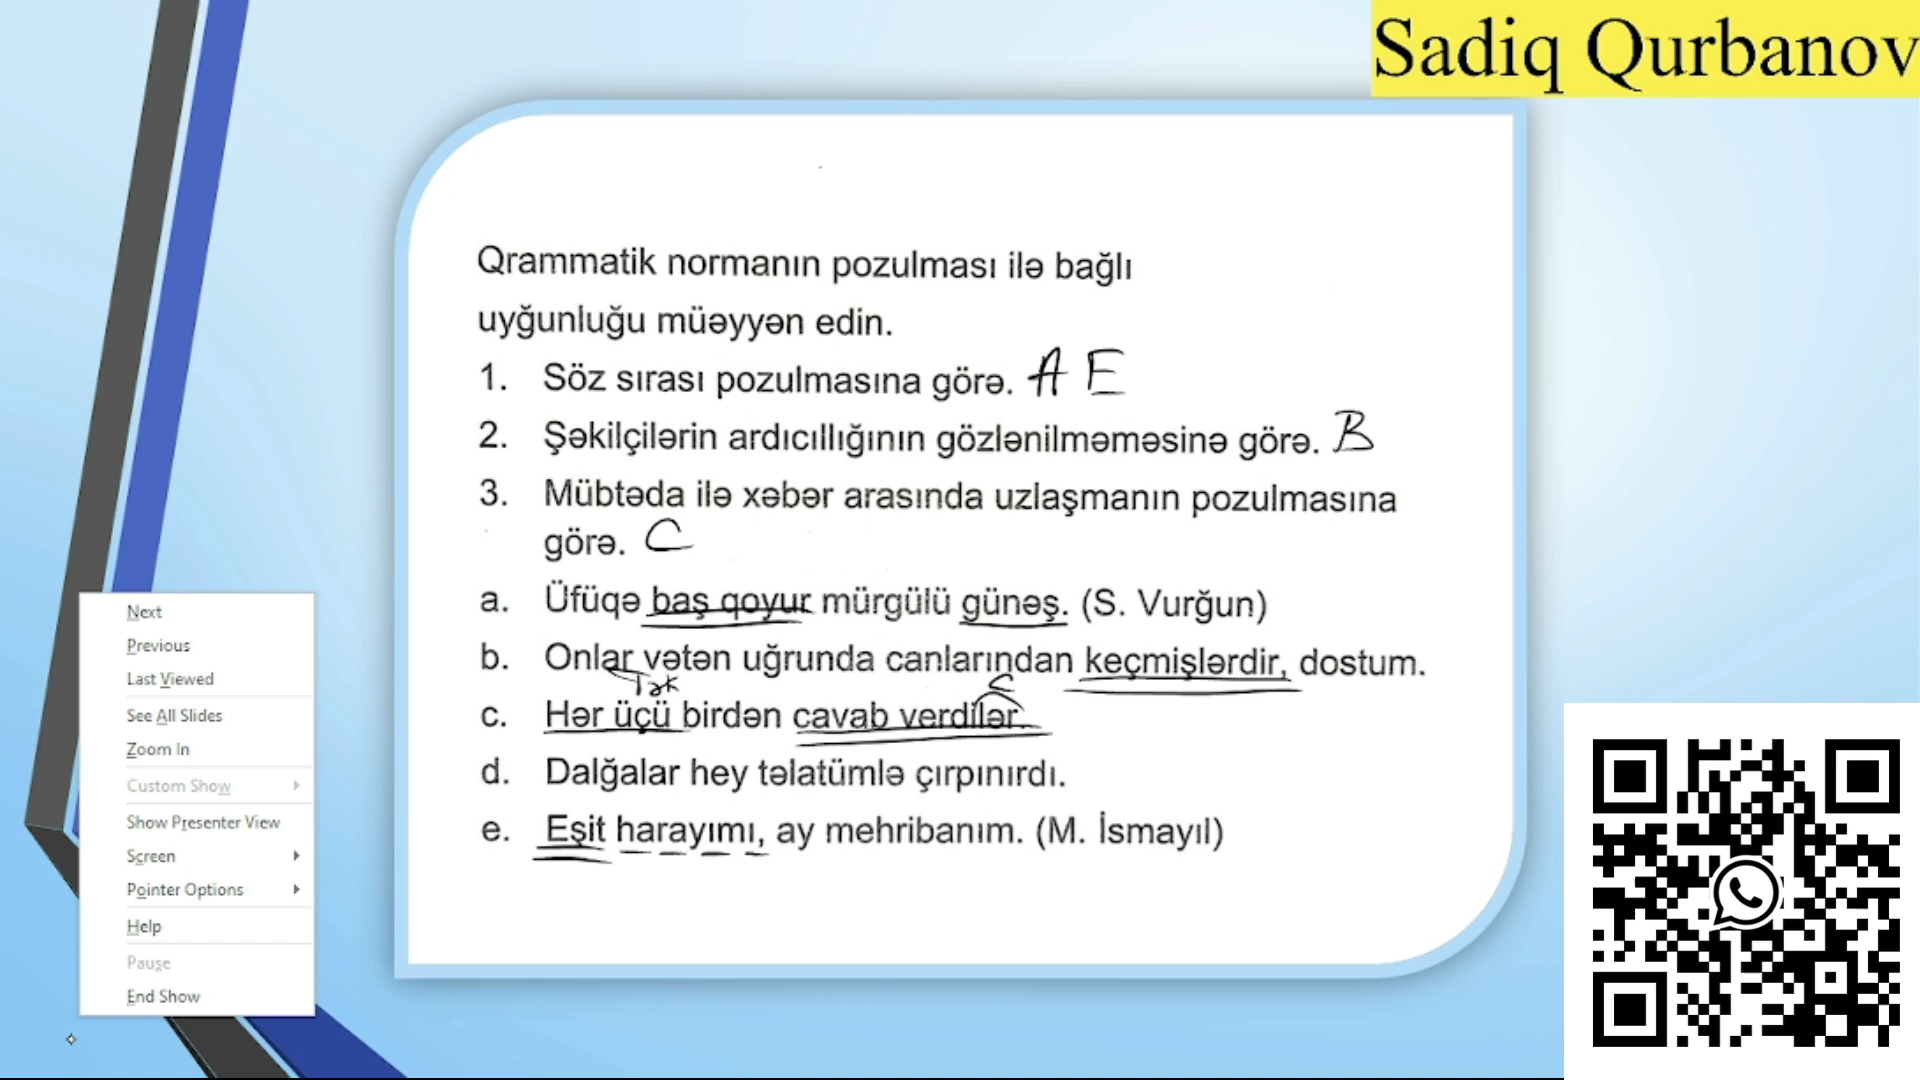 Sadiq Qurbanov
Qrammatik normanın pozulması ilə bağlı
uyğunluğu müəyyən edin.
1. Söz sırası pozulmasına görə. A E
2. Şəkilçilərin ardıcıllığının gözlənilməməsinə görə. B
3. Mübtəda ilə xəbər arasında uzlaşmanın pozulmasına
görə. C
a. Üfüqə baş qoyur mürgülü günəş. (S. Vurğun)
b. Onlar vətən uğrunda canlarından keçmişlərdir, dostum.
Tək C
c. Hər üçü birdən cavab verdilər.
d. Dalğalar hey təlatümlə çırpınırdı.
e. Eşit harayımı, ay mehribanım. (M. İsmayıl)
Next
Previous
Last Viewed
See All Slides
Zoom In
Custom Show
Show Presenter View
Screen
Pointer Options
Help
Pause
End Show